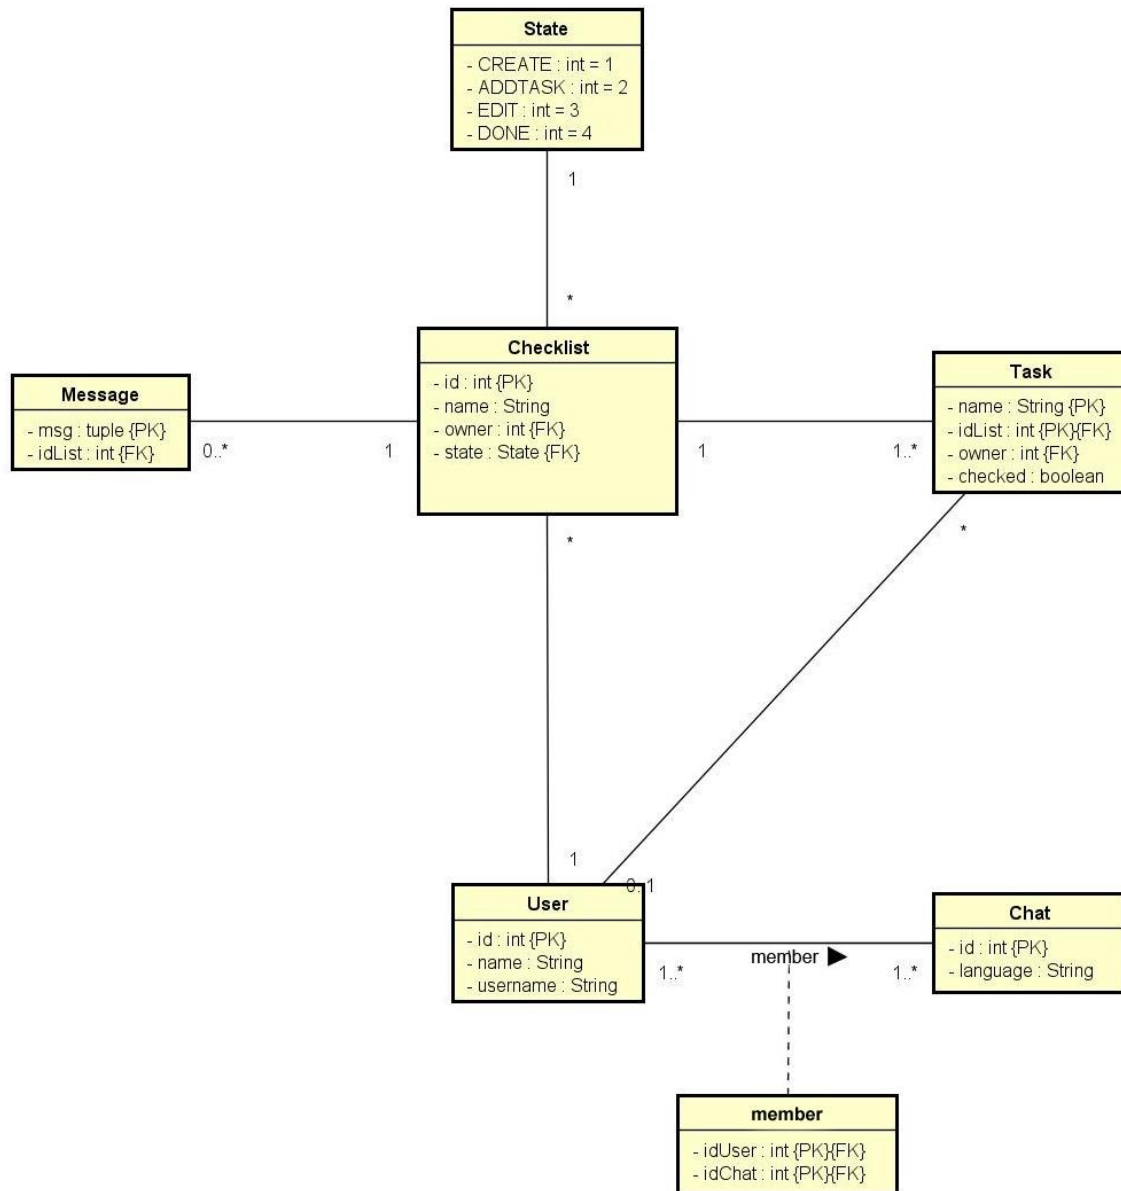 State
- CREATE : int = 1
- ADDTASK : int = 2
- EDIT : int = 3
- DONE : int = 4
1
*
Checklist
- id : int {PK}
- name : String
- owner : int {FK}
- state : State {FK}
Message
- msg : tuple {PK}
- idList : int {FK}
0..*
1
1
1..*
Task
- name : String {PK}
- idList : int {PK}{FK}
- owner : int {FK}
- checked : boolean
*
*
1
0..1
User
- id : int {PK}
- name : String
- username : String
1..*
member ▶
1..*
Chat
- id : int {PK}
- language : String
member
- idUser : int {PK}{FK}
- idChat : int {PK}{FK}